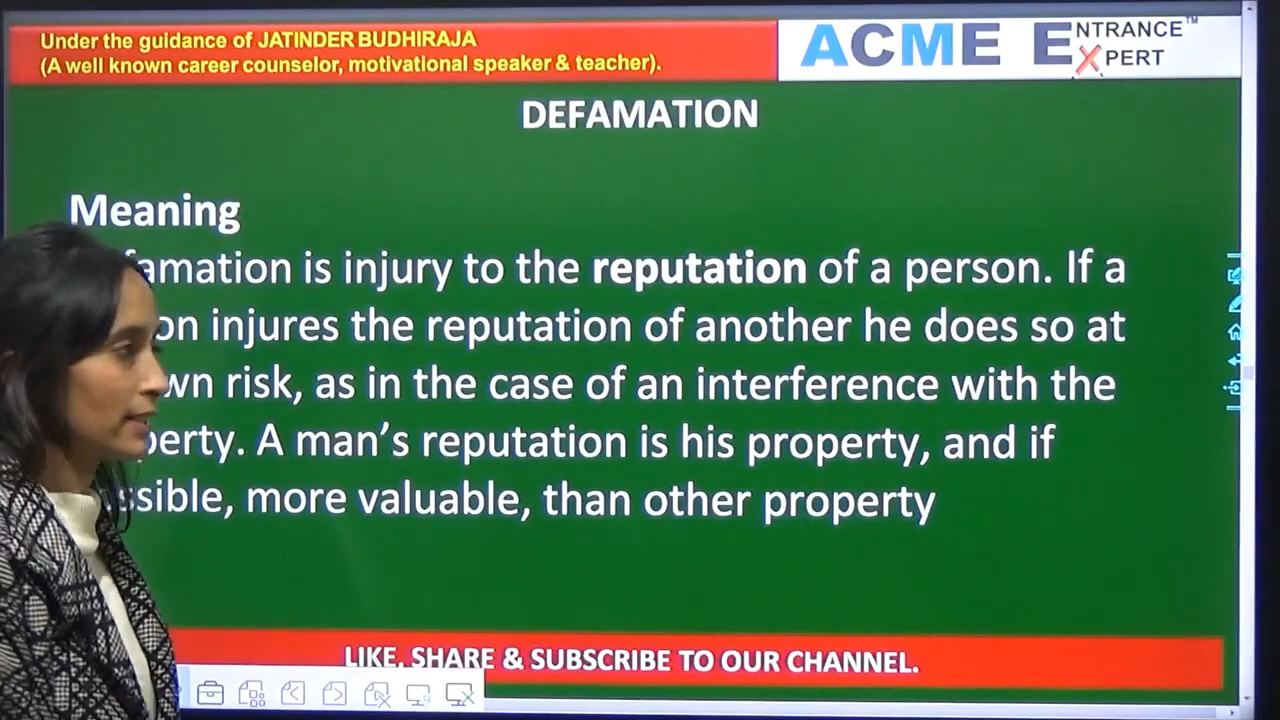 Under the guidance of JATINDER BUDHIRAJA
(A well known career counselor, motivational speaker & teacher).
ACME ENTRANCE EXPERT™
DEFAMATION
Meaning
famation is injury to the reputation of a person. If a
on injures the reputation of another he does so at
wn risk, as in the case of an interference with the
perty. A man's reputation is his property, and if
ssible, more valuable, than other property
LIKE, SHARE & SUBSCRIBE TO OUR CHANNEL.